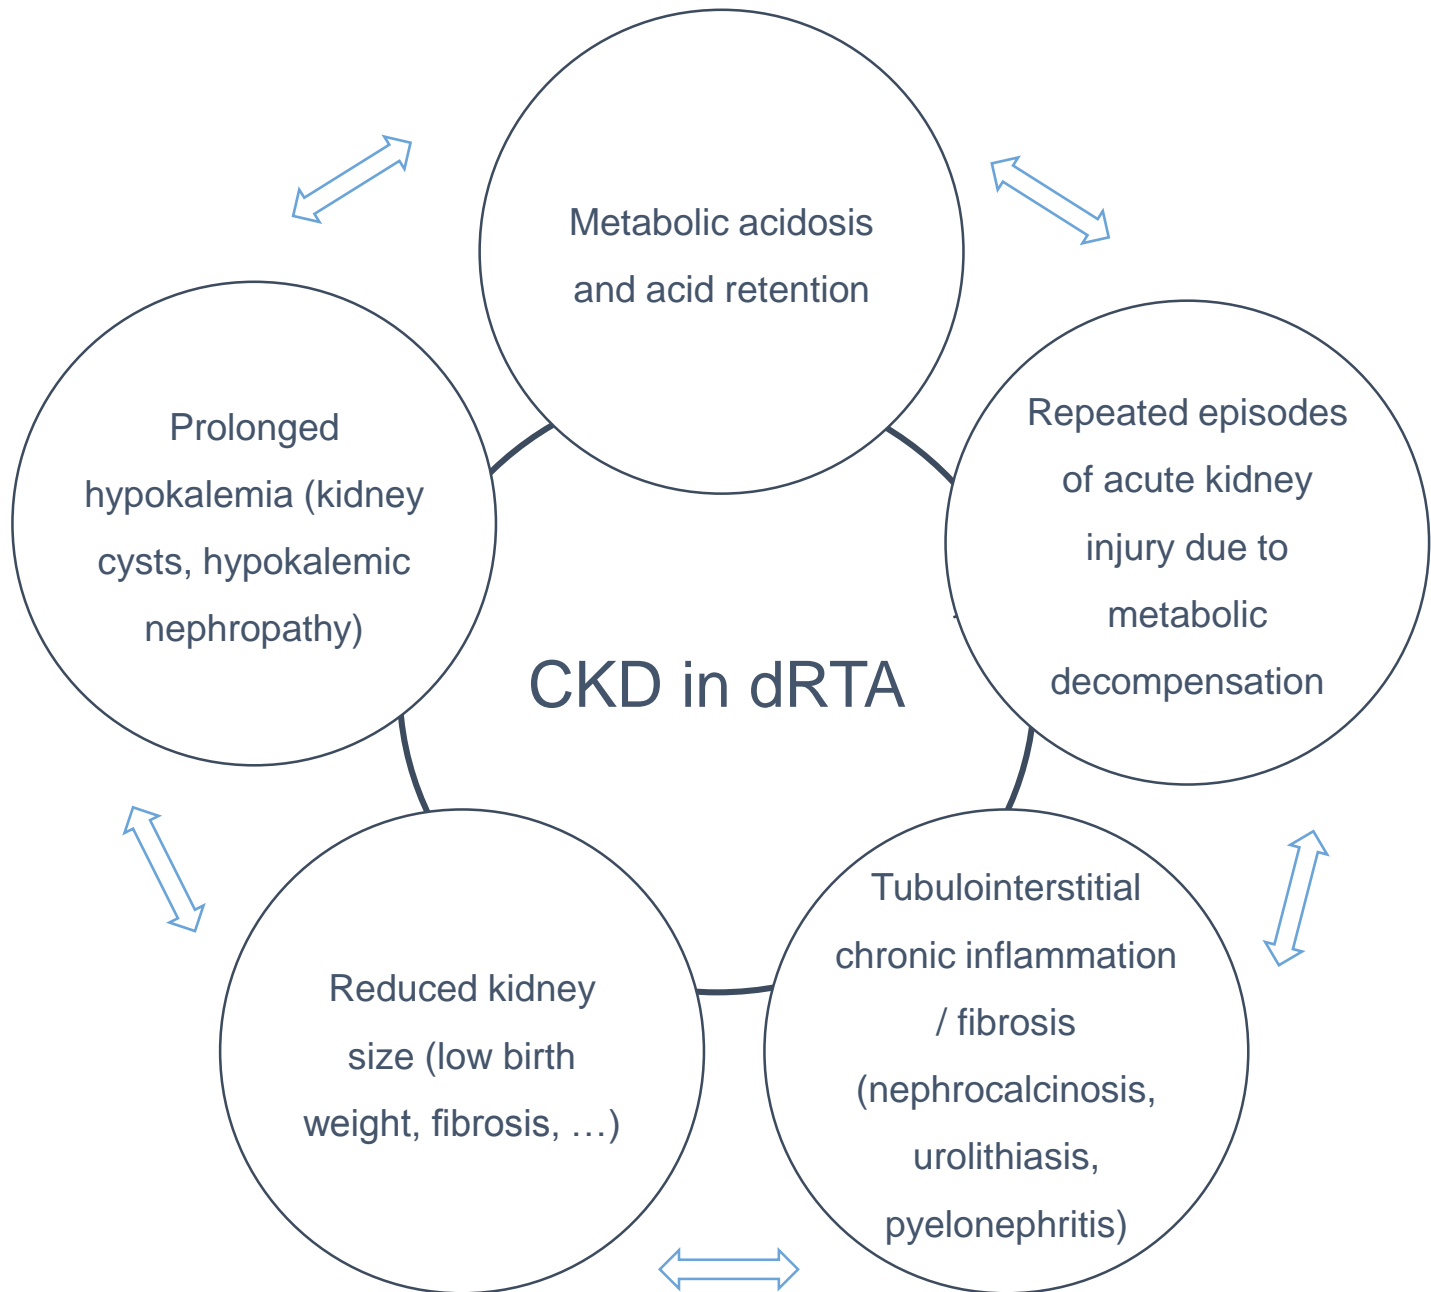 Metabolic acidosis
and acid retention
Repeated episodes
of acute kidney
injury due to
metabolic
decompensation
Tubulointerstitial
chronic inflammation
/ fibrosis
(nephrocalcinosis,
urolithiasis,
pyelonephritis)
Reduced kidney
size (low birth
weight, fibrosis, …)
Prolonged
hypokalemia (kidney
cysts, hypokalemic
nephropathy)
CKD in dRTA